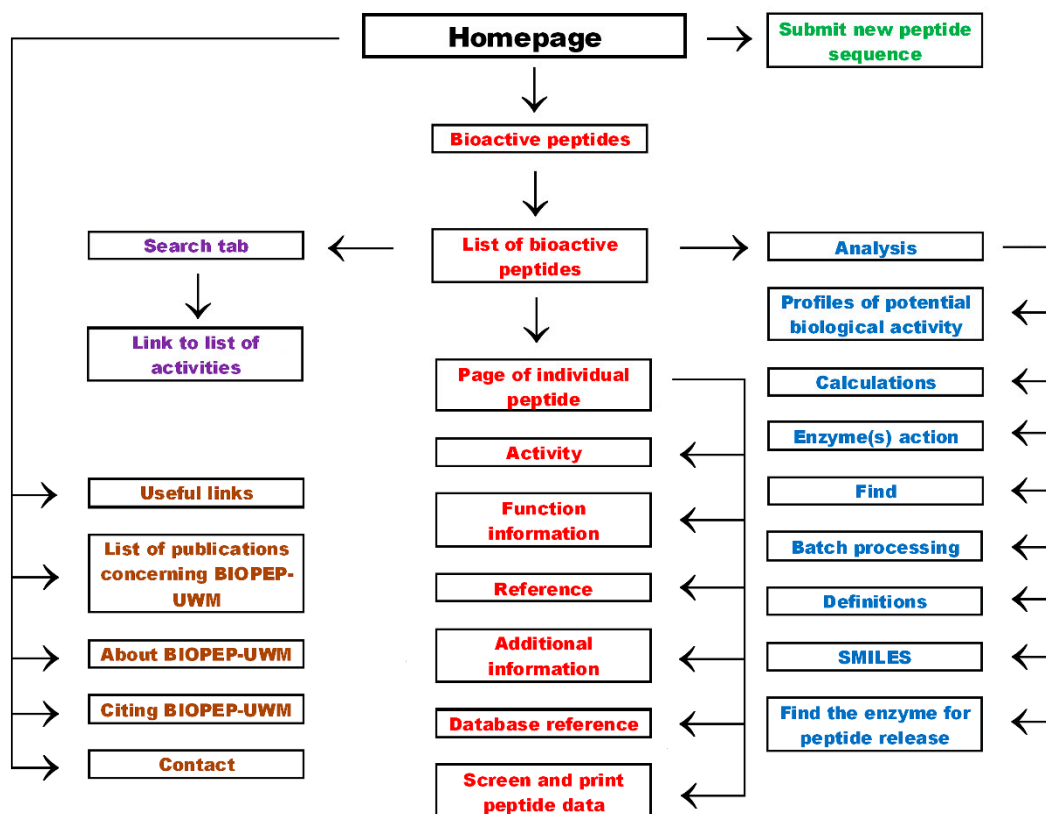 Homepage
Submit new peptide
sequence
Bioactive peptides
Search tab
List of bioactive
peptides
Analysis
Link to list of
activities
Profiles of potential
biological activity
Page of individual
peptide
Calculations
Activity
Enzyme(s) action
Useful links
Function
information
Find
List of publications
concerning BIOPEP-
UWM
Batch processing
Reference
Definitions
About BIOPEP-UWM
Additional
information
SMILES
Citing BIOPEP-UWM
Database reference
Find the enzyme for
peptide release
Contact
Screen and print
peptide data